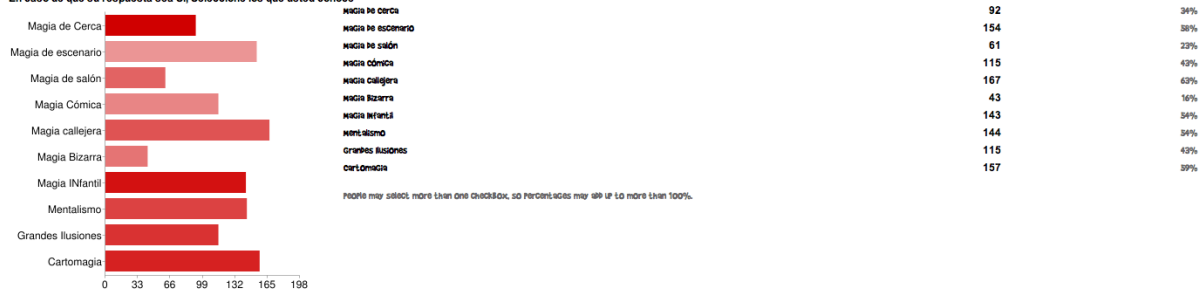 En caso de que su respuesta sea SI, seleccione los que usted conoce
Magia de Cerca
Magia de escenario
Magia de salón
Magia Cómica
Magia callejera
Magia Bizarra
Magia INfantil
Mentalismo
Grandes Ilusiones
Cartomagia
0 33 66 99 132 165 198
Magia De Cerca 92 34%
Magia De escenario 154 58%
Magia De salón 61 23%
Magia cómica 115 43%
Magia callejera 167 63%
Magia Bizarra 43 16%
Magia INfantil 143 54%
Mentalismo 144 54%
Grandes Ilusiones 115 43%
Cartomagia 157 59%
People may select more than one checkbox, so percentages may add up to more than 100%.